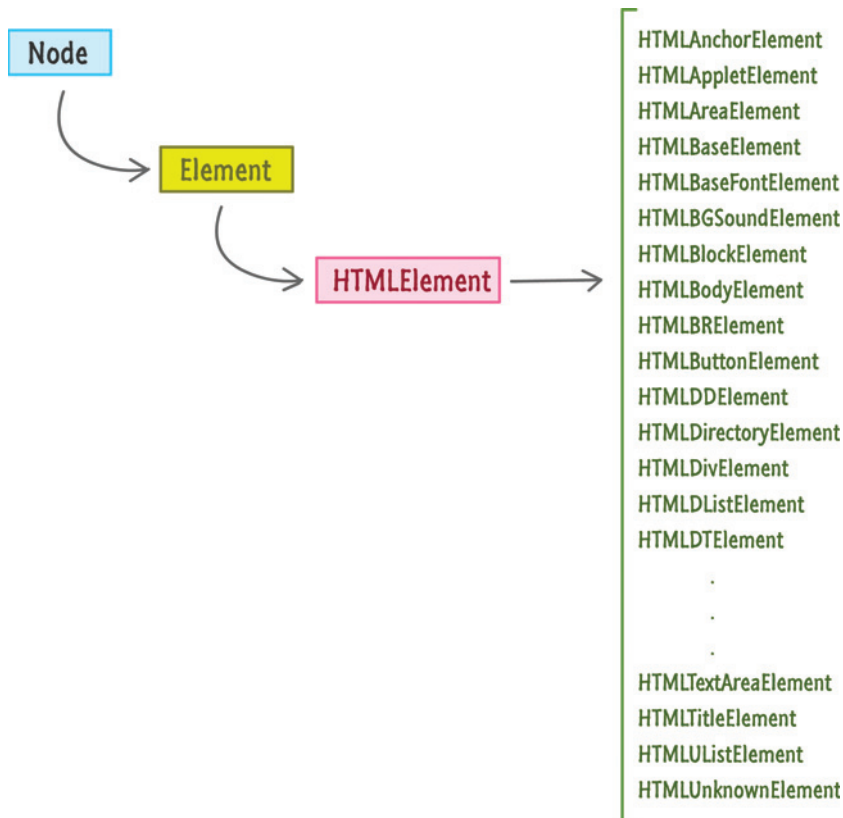 Node
Element
HTMLElement
HTMLAnchorElement
HTMLAppletElement
HTMLAreaElement
HTMLBaseElement
HTMLBaseFontElement
HTMLBGSoundElement
HTMLBlockElement
HTMLBodyElement
HTMLBRElement
HTMLButtonElement
HTMLDDElement
HTMLDirectoryElement
HTMLDivElement
HTMLDListElement
HTMLDTElement
.
.
.
HTMLTextAreaElement
HTMLTitleElement
HTMLUListElement
HTMLUnknownElement